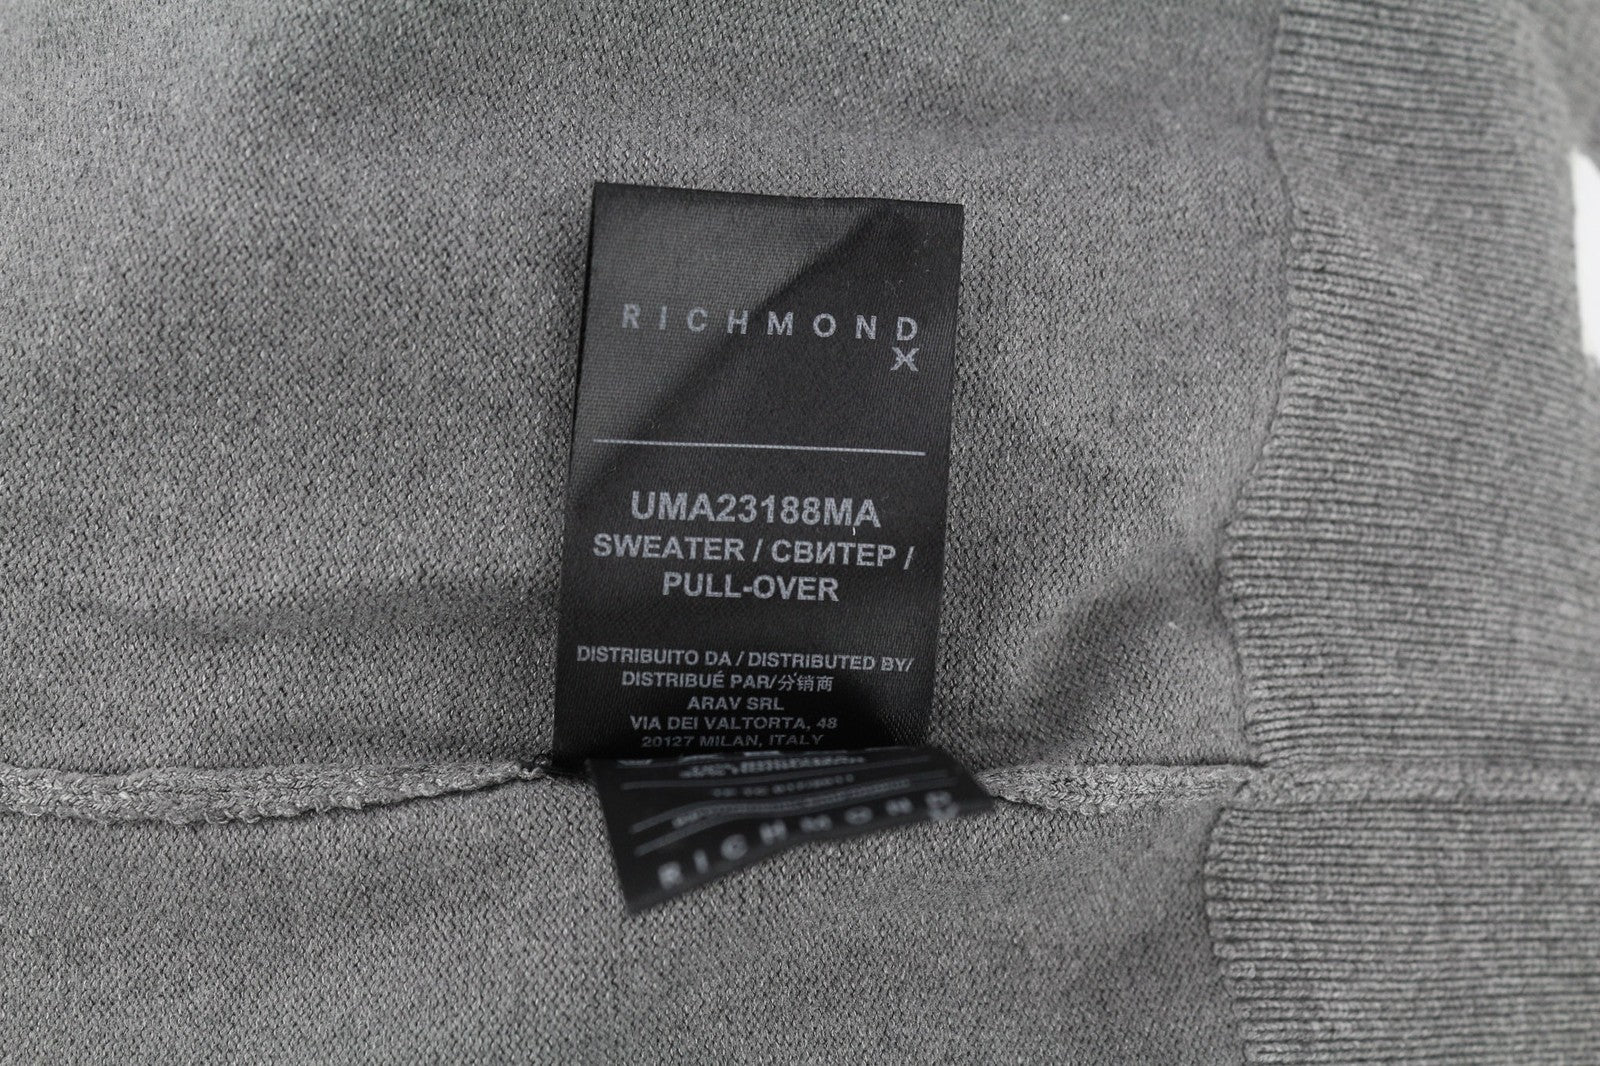 RICHMOND
X
UMA23188MA
SWEATER / СВИТЕР /
PULL-OVER
DISTRIBUITO DA / DISTRIBUTED BY/
DISTRIBUÉ PAR/分销商
ARAV SRL
VIA DEI VALTORTA, 48
20127 MILAN, ITALY
RICHMOND